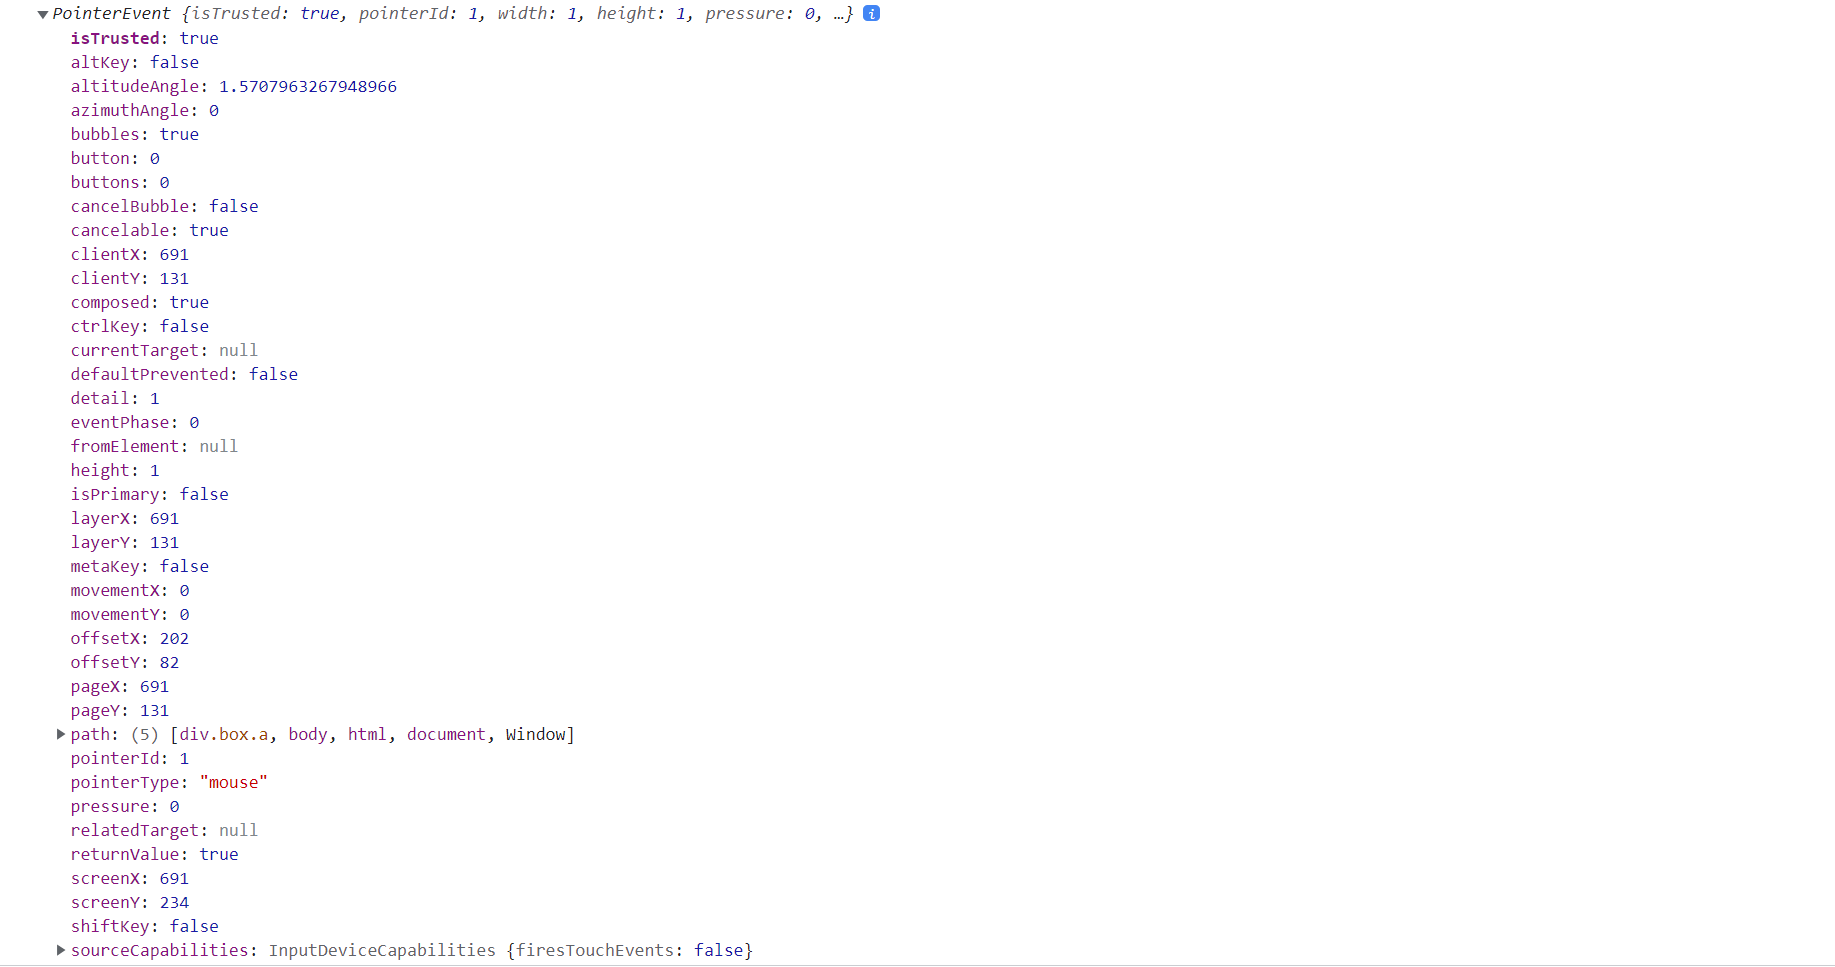 ▼PointerEvent {isTrusted: true, pointerId: 1, width: 1, height: 1, pressure: 0, …} i
isTrusted: true
altKey: false
altitudeAngle: 1.5707963267948966
azimuthAngle: 0
bubbles: true
button: 0
buttons: 0
cancelBubble: false
cancelable: true
clientX: 691
clientY: 131
composed: true
ctrlKey: false
currentTarget: null
defaultPrevented: false
detail: 1
eventPhase: 0
fromElement: null
height: 1
isPrimary: false
layerX: 691
layerY: 131
metaKey: false
movementX: 0
movementY: 0
offsetX: 202
offsetY: 82
pageX: 691
pageY: 131
▶path: (5) [div.box.a, body, html, document, Window]
pointerId: 1
pointerType: "mouse"
pressure: 0
relatedTarget: null
returnValue: true
screenX: 691
screenY: 234
shiftKey: false
▶sourceCapabilities: InputDeviceCapabilities {firesTouchEvents: false}